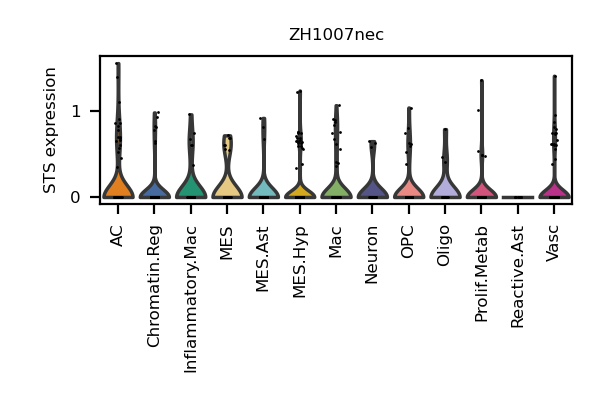 ZH1007nec
STS expression
1
0
AC
Chromatin.Reg
Inflammatory.Mac
MES
MES.Ast
MES.Hyp
Mac
Neuron
OPC
Oligo
Prolif.Metab
Reactive.Ast
Vasc